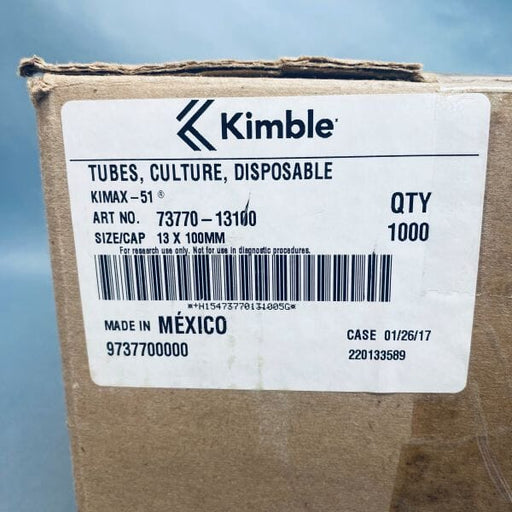 Kimble
TUBES, CULTURE, DISPOSABLE
KIMAX-51 ®
ART NO. 73770-13100
QTY
1000
SIZE/CAP 13 X 100MM
For research use only. Not for use in diagnostic procedures.
*+H15473770131005G*
MADE IN MÉXICO
CASE 01/26/17
9737700000
220133589